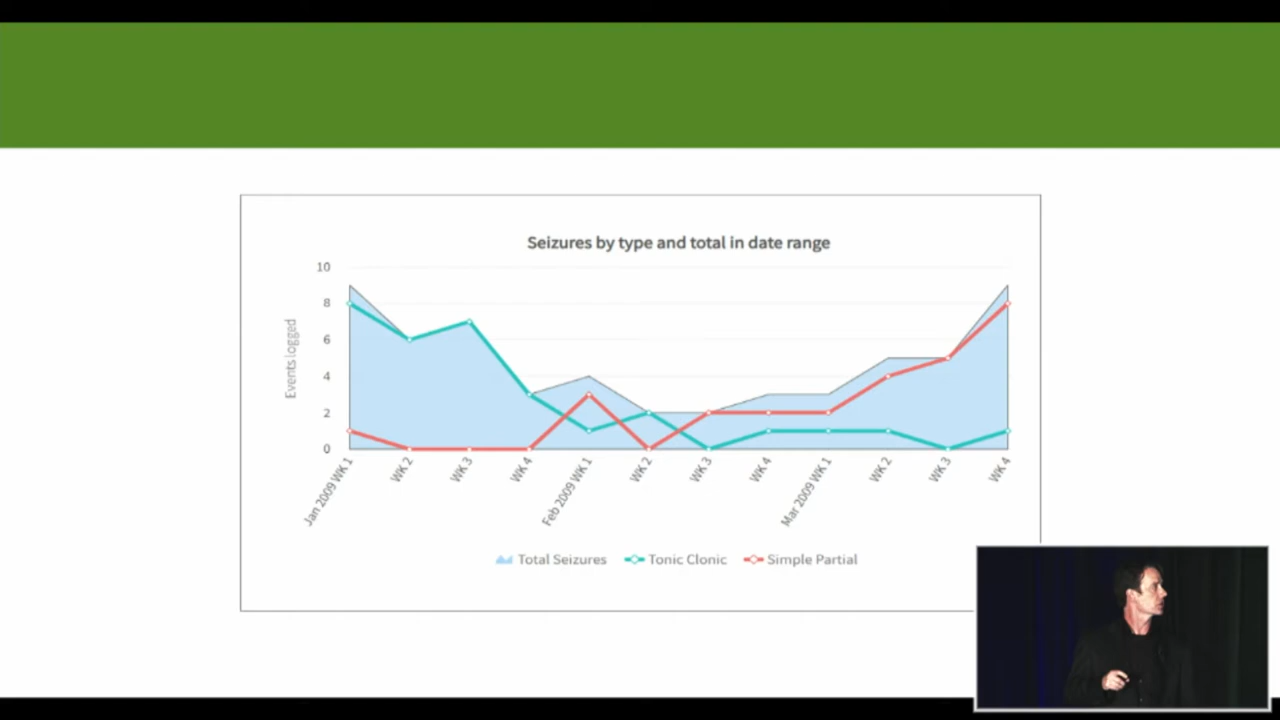 Seizures by type and total in date range
10
8
6
4
2
0
Events logged
Jan 2009 WK 1
WK 2
WK 3
WK 4
Feb 2009 WK 1
WK 2
WK 3
WK 4
Mar 2009 WK 1
WK 2
WK 3
WK 4
Total Seizures Tonic Clonic Simple Partial